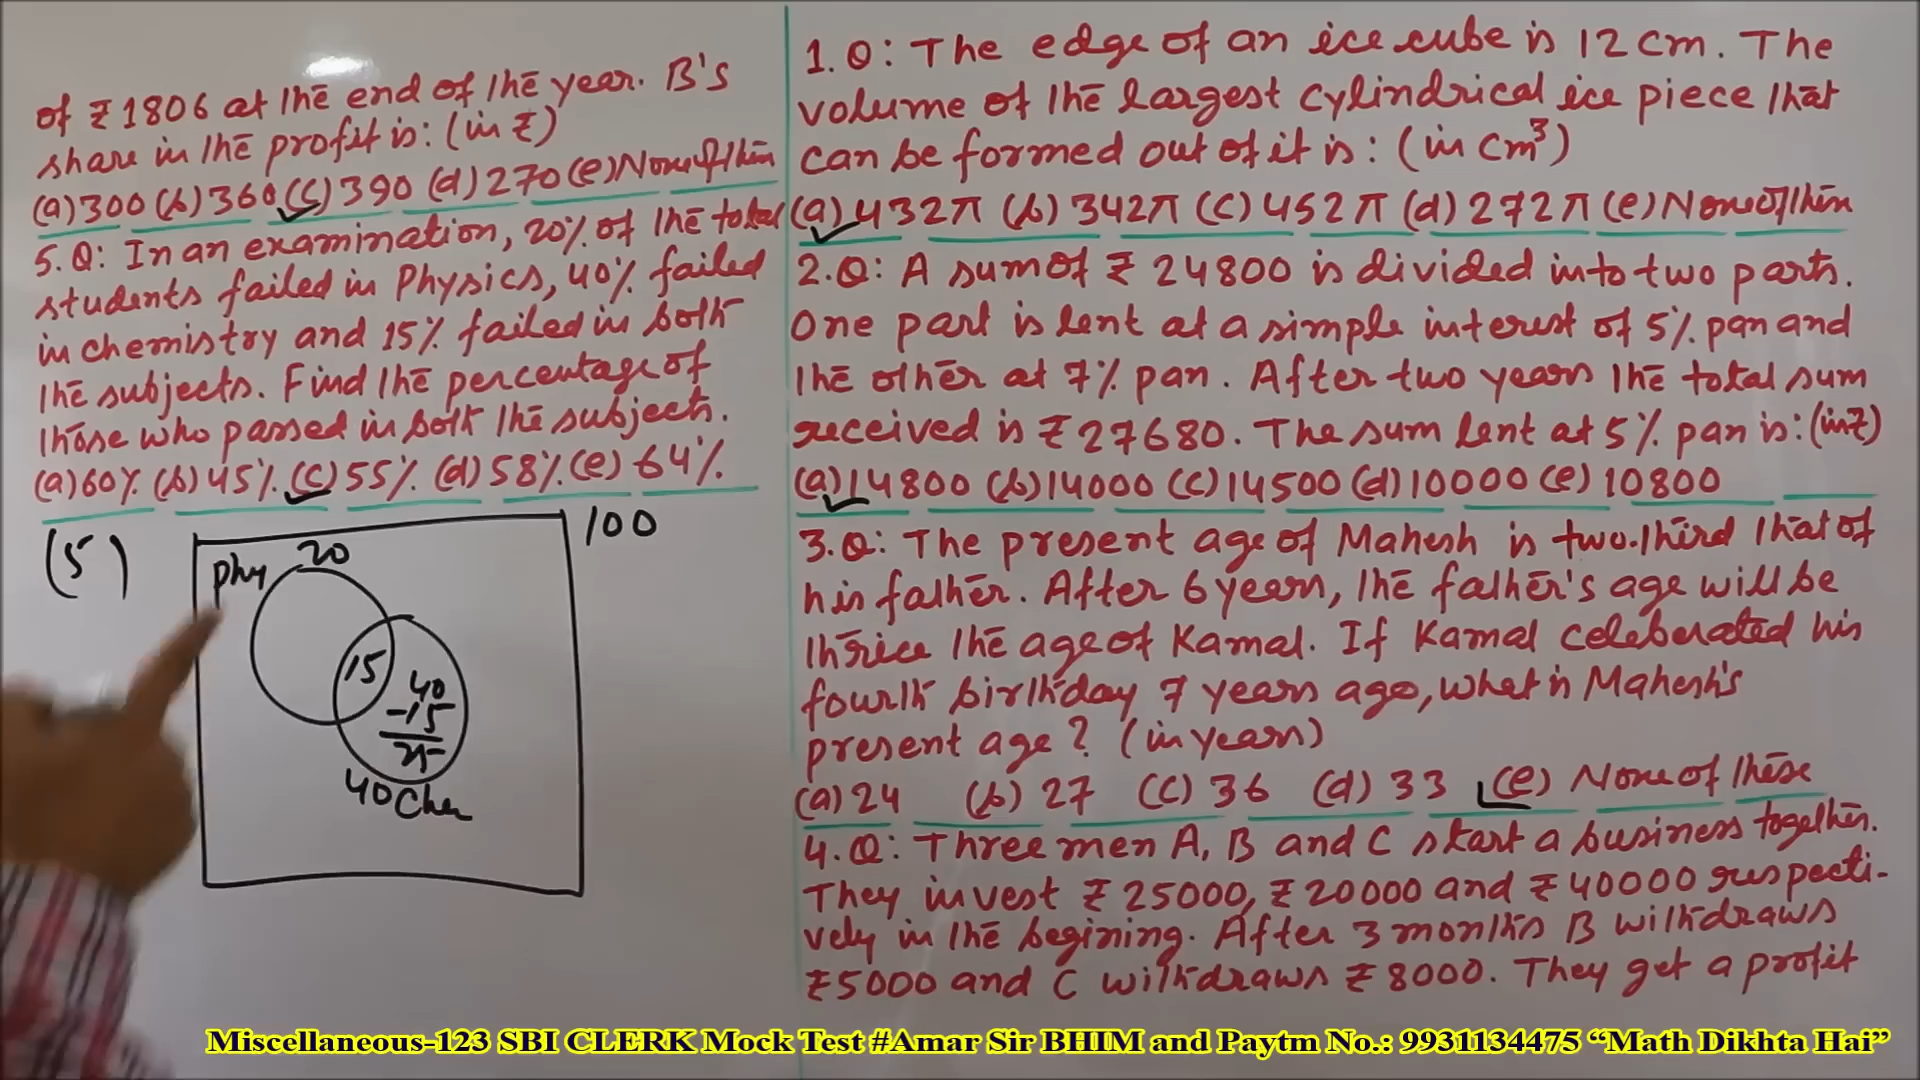 of ₹1806 at the end of the year. B's
share in the profit is: (in ₹)
(a) 300 (b) 360 (c) 390 (d) 270 (e) None of them
5.Q: In an examination, 20% of the total
students failed in Physics, 40% failed
in chemistry and 15% failed in both
the subjects. Find the percentage of
those who passed in both the subjects.
(a) 60% (b) 45% (c) 55% (d) 58% (e) 64%
(5)
100
phy 20
15
40
-15
25
40 Chem
1.Q: The edge of an ice cube is 12 cm. The
volume of the largest cylindrical ice piece that
can be formed out of it is: (in cm³)
(a) 432π (b) 342π (c) 452π (d) 272π (e) None of them
2.Q: A sum of ₹ 24800 is divided into two parts.
One part is lent at a simple interest of 5% pan and
the other at 7% pan. After two years the total sum
received is ₹27680. The sum lent at 5% pan is: (in ₹)
(a) 14800 (b) 14000 (c) 14500 (d) 10000 (e) 10800
3.Q: The present age of Mahesh is two-third that of
his father. After 6 years, the father's age will be
thrice the age of Kamal. If Kamal celeberated his
fourth birthday 7 years ago, what is Mahesh's
present age? (in years)
(a) 24 (b) 27 (c) 36 (d) 33 (e) None of these
4.Q: Three men A, B and C start a business together.
They invest ₹25000, ₹20000 and ₹40000 respecti-
vely in the begining. After 3 months B withdraws
₹5000 and C withdraws ₹8000. They get a profit
Miscellaneous-123 SBI CLERK Mock Test #Amar Sir BHIM and Paytm No.: 9931134475 “Math Dikhta Hai”